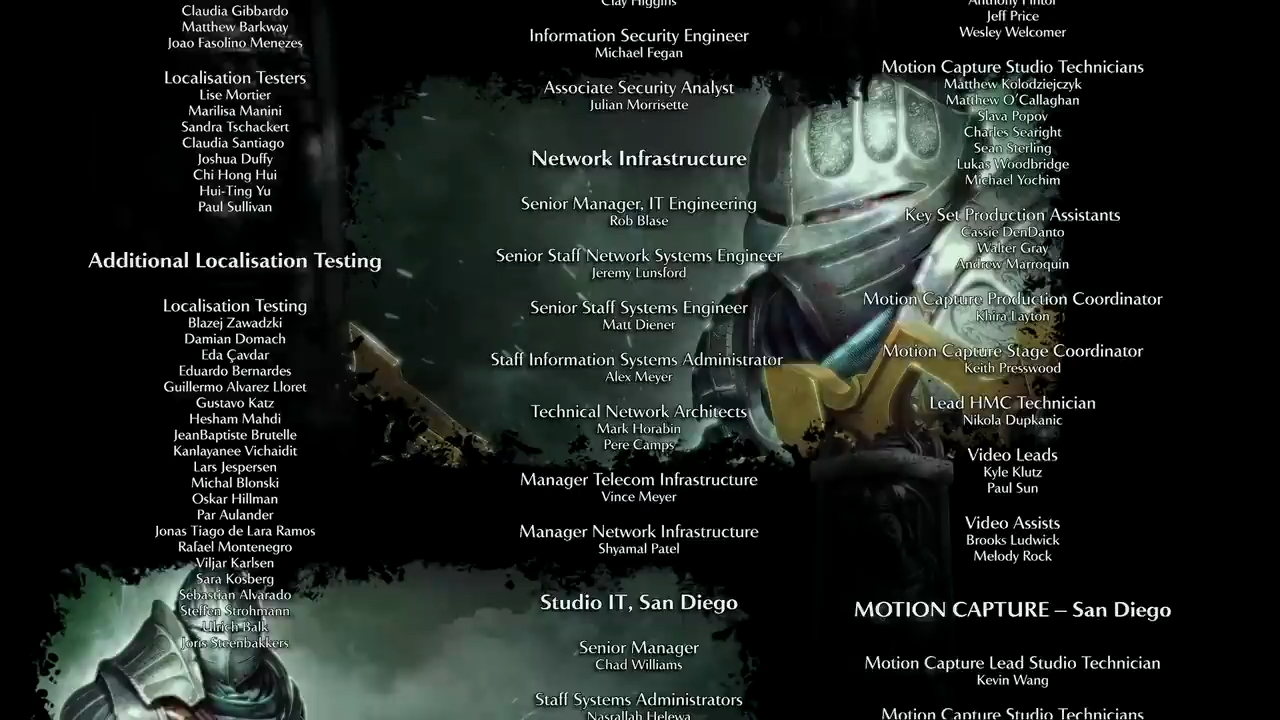 Claudia Gibbardo
Matthew Barkway
Joao Fasolino Menezes
Localisation Testers
Lise Mortier
Marilisa Manini
Sandra Tschackert
Claudia Santiago
Joshua Duffy
Chi Hong Hui
Hui-Ting Yu
Paul Sullivan
Additional Localisation Testing
Localisation Testing
Blazej Zawadzki
Damian Domach
Eda Çavdar
Eduardo Bernardes
Guillermo Alvarez Lloret
Gustavo Katz
Hesham Mahdi
JeanBaptiste Brutelle
Kanlayanee Vichaidit
Lars Jespersen
Michal Blonski
Oskar Hillman
Par Aulander
Jonas Tiago de Lara Ramos
Rafael Montenegro
Viljar Karlsen
Sara Kosberg
Sebastian Alvarado
Steffen Strohmann
Ulrich Balk
Joris Steenbakkers
Clay Higgins
Information Security Engineer
Michael Fegan
Associate Security Analyst
Julian Morrisette
Network Infrastructure
Senior Manager, IT Engineering
Rob Blase
Senior Staff Network Systems Engineer
Jeremy Lunsford
Senior Staff Systems Engineer
Matt Diener
Staff Information Systems Administrator
Alex Meyer
Technical Network Architects
Mark Horabin
Pere Camps
Manager Telecom Infrastructure
Vince Meyer
Manager Network Infrastructure
Shyamal Patel
Studio IT, San Diego
Senior Manager
Chad Williams
Staff Systems Administrators
Nasrallah Helewa
Anthony Pintor
Jeff Price
Wesley Welcomer
Motion Capture Studio Technicians
Matthew Kolodziejczyk
Matthew O'Callaghan
Slava Popov
Charles Searight
Sean Sterling
Lukas Woodbridge
Michael Yochim
Key Set Production Assistants
Cassie DenDanto
Walter Gray
Andrew Marroquin
Motion Capture Production Coordinator
Khira Layton
Motion Capture Stage Coordinator
Keith Presswood
Lead HMC Technician
Nikola Dupkanic
Video Leads
Kyle Klutz
Paul Sun
Video Assists
Brooks Ludwick
Melody Rock
MOTION CAPTURE – San Diego
Motion Capture Lead Studio Technician
Kevin Wang
Motion Capture Studio Technicians